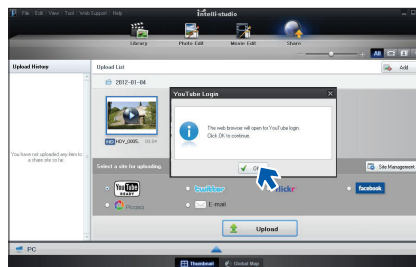 File Edit View Tool Web Support Help
Intelli-studio
Library Photo Edit Movie Edit Share
All
Upload History
Upload List
Add
2012-01-04
YouTube Login
HDV_0005..
The web browser will open for YouTube login.
Click OK to continue.
You have not uploaded any item to
a share site so far.
Select a site for uploading
Site Management
YouTube
READY
twitter
flickr
facebook
Picasa
E-mail
Upload
PC
Thumbnail Global Map